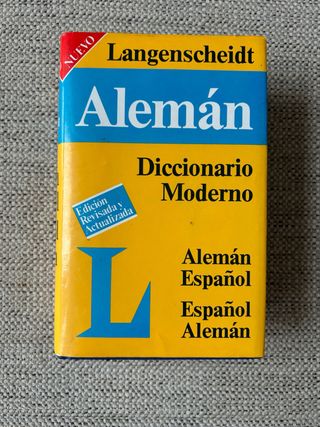 NUEVO
Langenscheidt
Alemán
Diccionario
Moderno
Edición
Revisada y
Actualizada
L
Alemán
Español
Español
Alemán